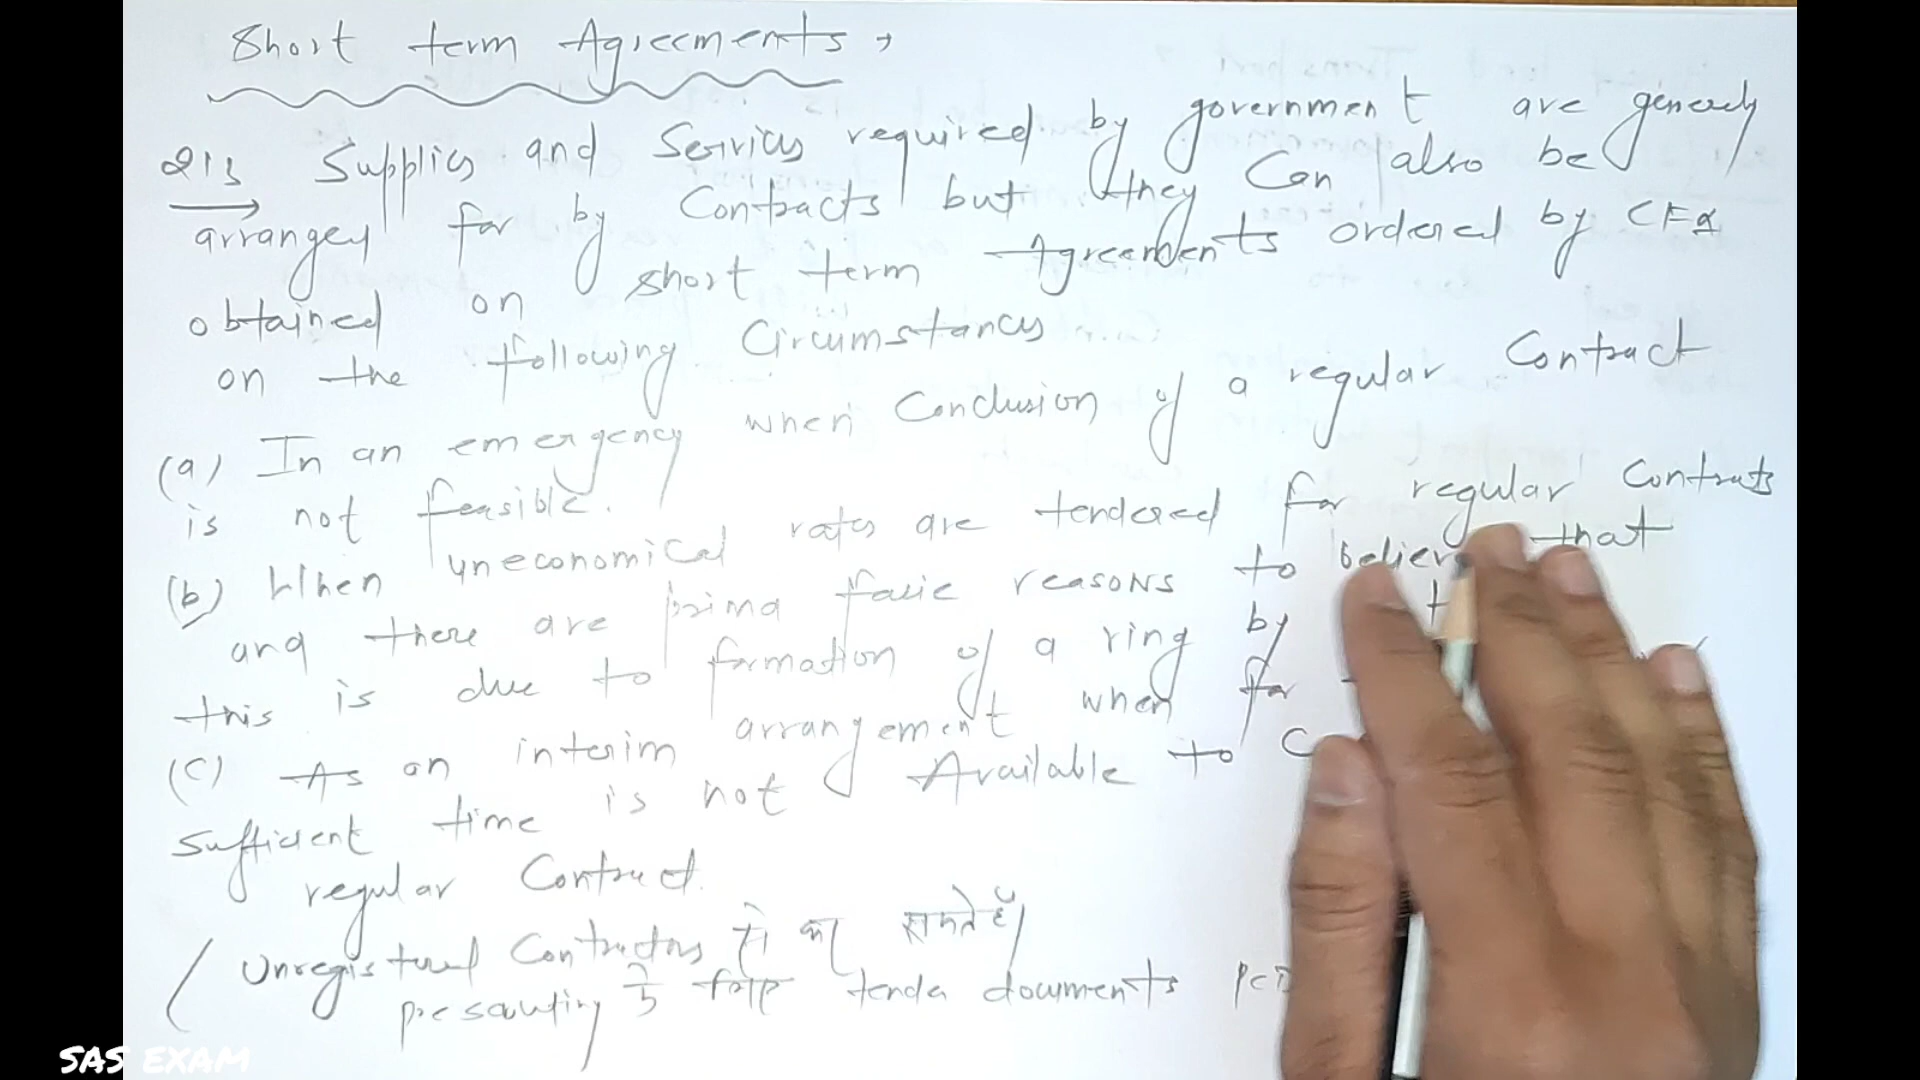 Short term Agreements,
213 Supplies and Services required by government are generally
arranged for by Contracts but they Can also be
obtained on short term Agreements ordered by CFA
on the following Circumstances
(a) In an emergency when Conclusion of a regular Contract
is not feasible.
(b) When uneconomical rates are tendered for regular Contracts
and there are prima facie reasons to believe that
this is due to formation of a ring by
(C) As an interim arrangement when for
sufficient time is not Available to
regular Contract.
( Unregistered Contractors से कर सकते हैं
tender documents
SAS EXAM